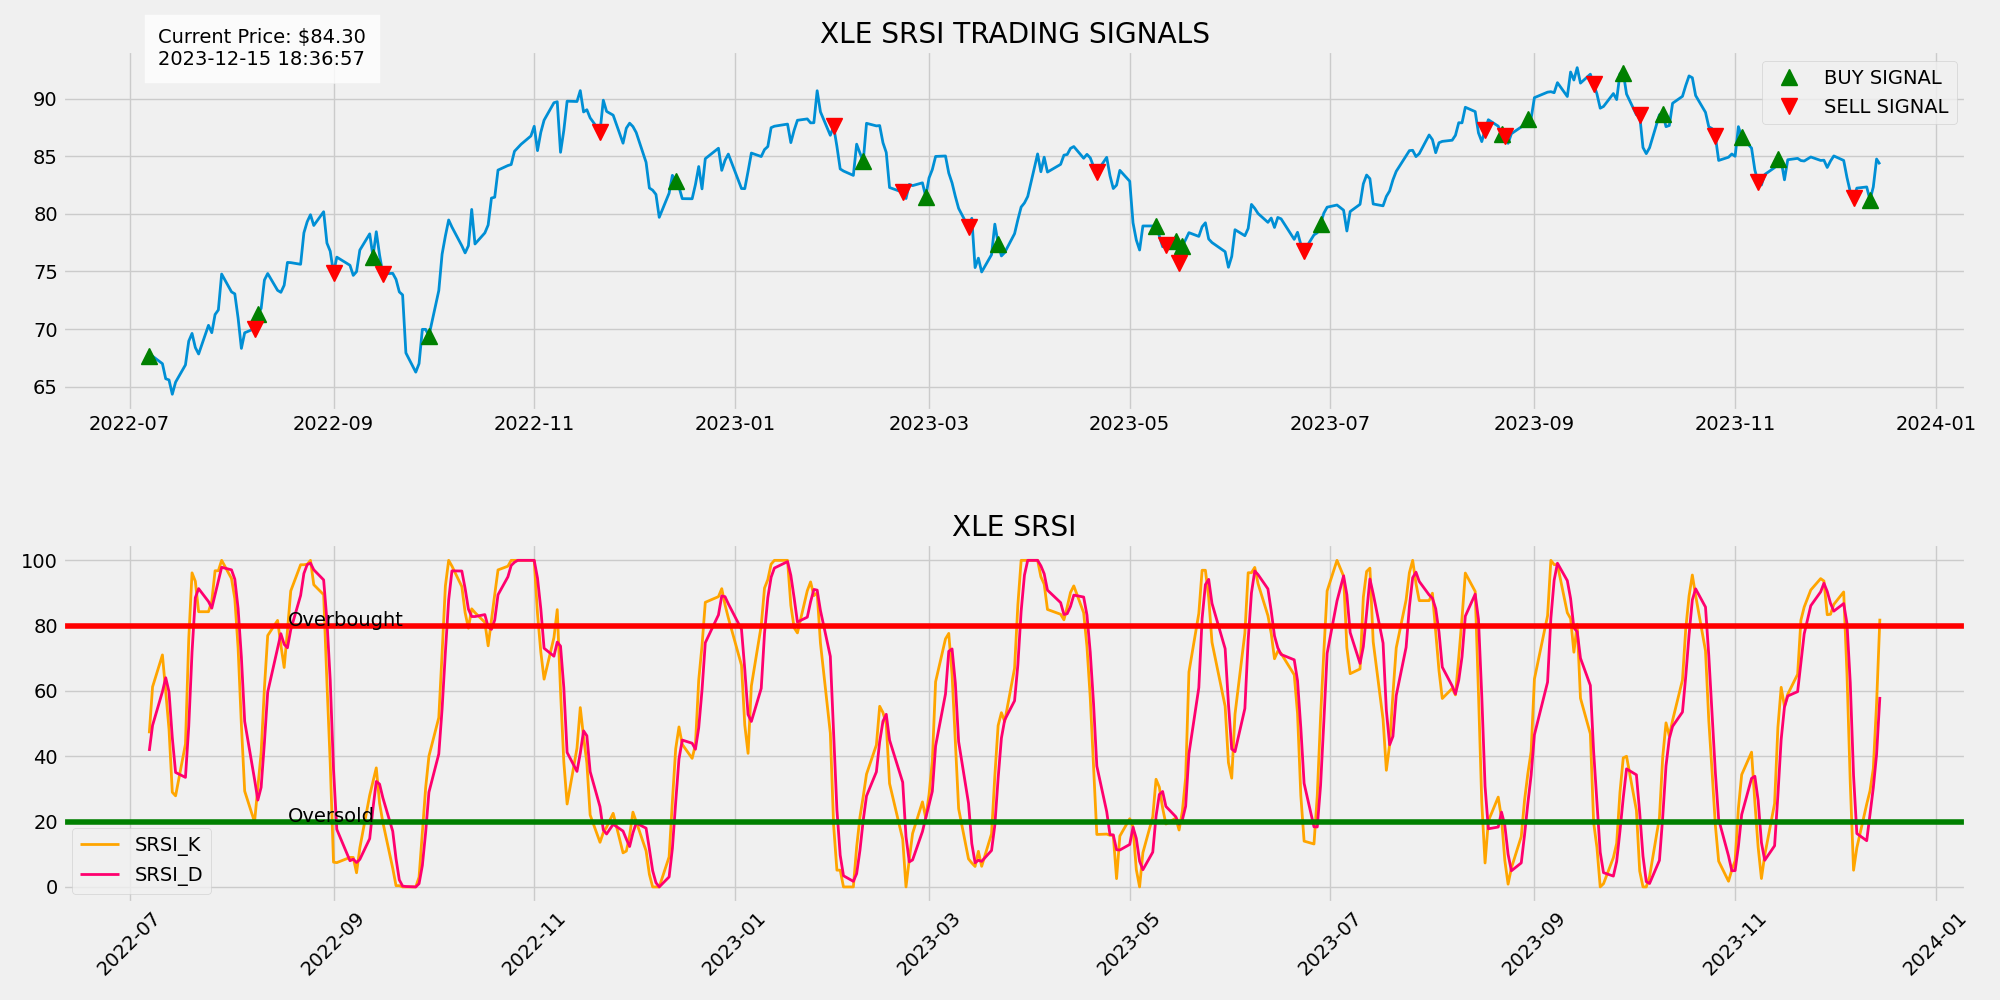 XLE SRSI TRADING SIGNALS
Current Price: $84.30
2023-12-15 18:36:57
BUY SIGNAL
SELL SIGNAL
90
85
80
75
70
65
2022-07 2022-09 2022-11 2023-01 2023-03 2023-05 2023-07 2023-09 2023-11 2024-01
XLE SRSI
100
80
60
40
20
0
Overbought
Oversold
SRSI_K
SRSI_D
2022-07 2022-09 2022-11 2023-01 2023-03 2023-05 2023-07 2023-09 2023-11 2024-01